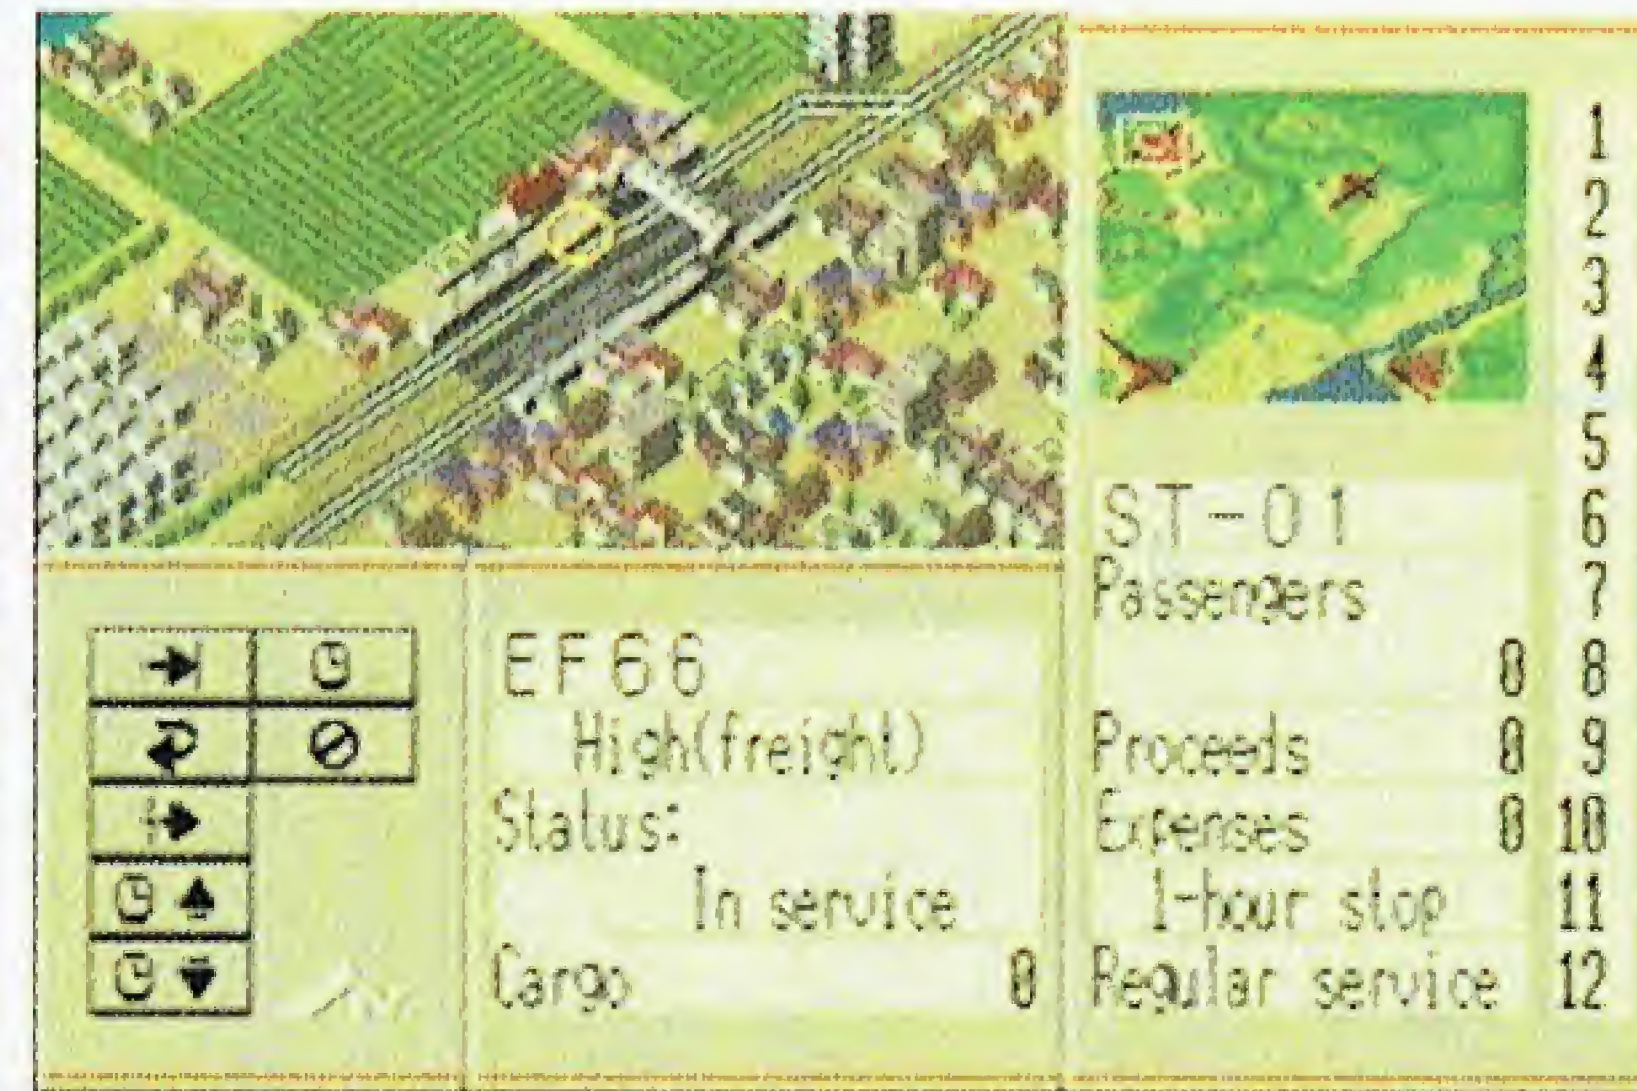 EF66
High(freight)
Status:
In service
Cargo 0
ST-01
Passengers
0
Proceeds 0
Expenses 0
1-hour stop
Regular service
1
2
3
4
5
6
7
8
9
10
11
12